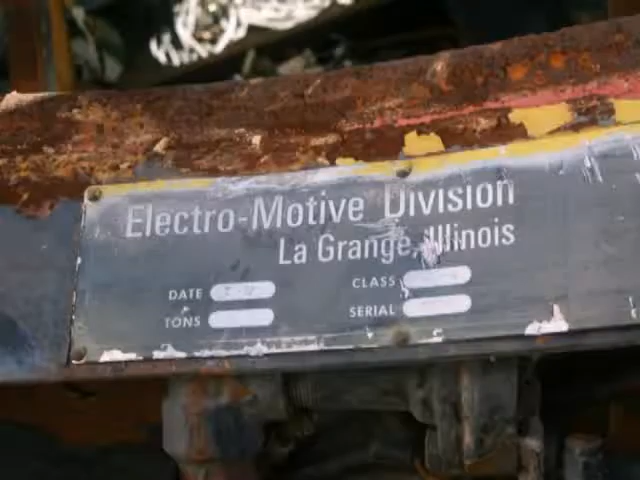 Electro-Motive Division
La Grange, Illinois
DATE
CLASS
TONS
SERIAL